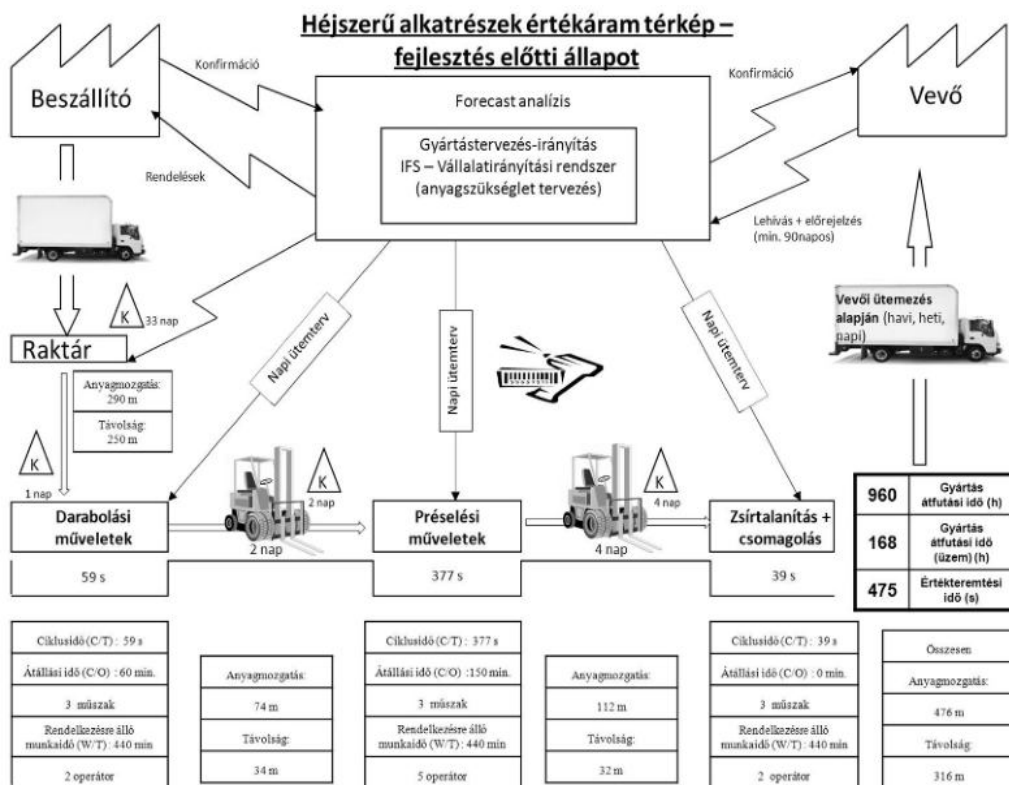 Héjszerű alkatrészek értékáram térkép –
fejlesztés előtti állapot
Beszállító
Konfirmáció
Forecast analízis
Gyártástervezés-irányítás
IFS – Vállalatirányítási rendszer
(anyagszükséglet tervezés)
Konfirmáció
Vevő
Rendelések
Lehívás + előrejelzés
(min. 90napos)
K
33 nap
Raktár
Napi ütemterv
Napi ütemterv
Napi ütemterv
Vevői ütemezés
alapján (havi, heti,
napi)
Anyagmozgatás:
290 m
Távolság:
250 m
K
1 nap
K
2 nap
K
4 nap
Darabolási
műveletek
2 nap
Préselési
műveletek
4 nap
Zsírtalanítás +
csomagolás
960
Gyártás
átfutási idő (h)
168
Gyártás
átfutási idő
(üzem) (h)
475
Értékteremtési
idő (s)
59 s
377 s
39 s
Ciklusidő (C/T) : 59 s
Átállási idő (C/O) : 60 min.
3 műszak
Rendelkezésre álló
munkaidő (W/T) : 440 min
2 operátor
Anyagmozgatás:
74 m
Távolság:
34 m
Ciklusidő (C/T) : 377 s
Átállási idő (C/O) :150 min.
3 műszak
Rendelkezésre álló
munkaidő (W/T) : 440 min
5 operátor
Anyagmozgatás:
112 m
Távolság:
32 m
Ciklusidő (C/T) : 39 s
Átállási idő (C/O) : 0 min.
3 műszak
Rendelkezésre álló
munkaidő (W/T) : 440 min
2 operátor
Összesen
Anyagmozgatás:
476 m
Távolság:
316 m